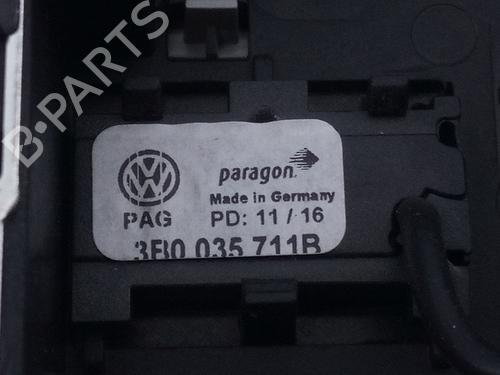 B-PARTS
paragon
Made in Germany
PAG
PD: 11 / 16
3B0 035 711B